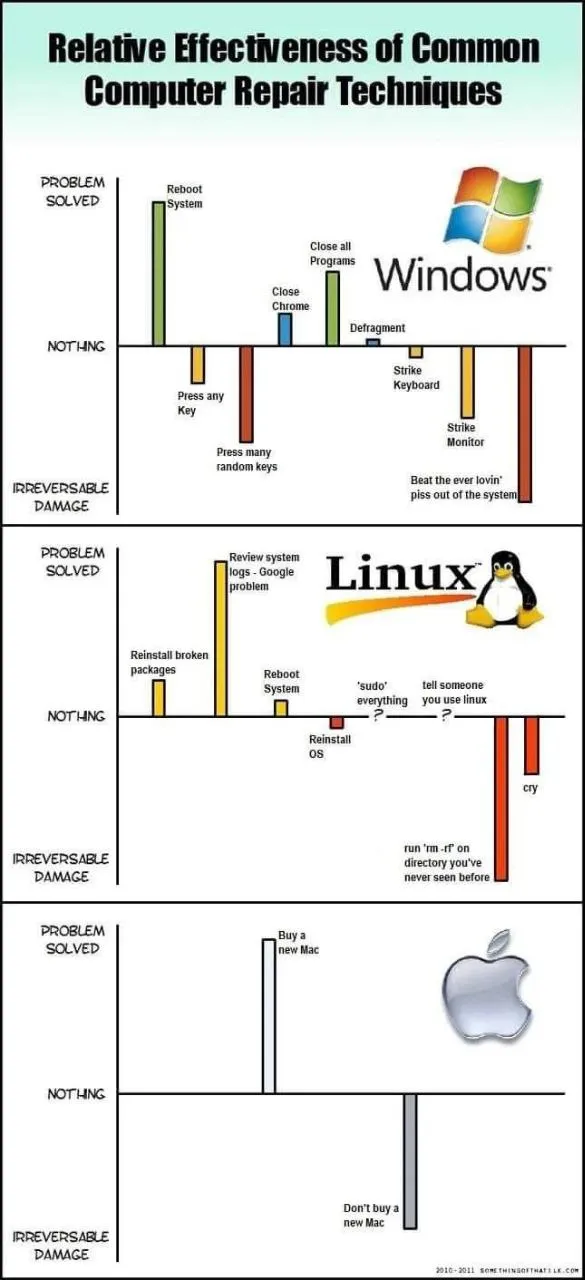 Relative Effectiveness of Common
Computer Repair Techniques
PROBLEM
SOLVED
Reboot
System
Windows
Close all
Programs
Close
Chrome
Defragment
NOTHING
Press any
Key
Strike
Keyboard
Press many
random keys
Strike
Monitor
IRREVERSABLE
DAMAGE
Beat the ever lovin'
piss out of the system
PROBLEM
SOLVED
Review system
logs - Google
problem
Linux™
Reinstall broken
packages
Reboot
System
'sudo'
everything
?
tell someone
you use linux
?
NOTHING
Reinstall
OS
cry
run 'rm -rf' on
directory you've
never seen before
IRREVERSABLE
DAMAGE
PROBLEM
SOLVED
Buy a
new Mac
NOTHING
Don't buy a
new Mac
IRREVERSABLE
DAMAGE
2010-2011 SOMETHINGOFTHATILK.COM